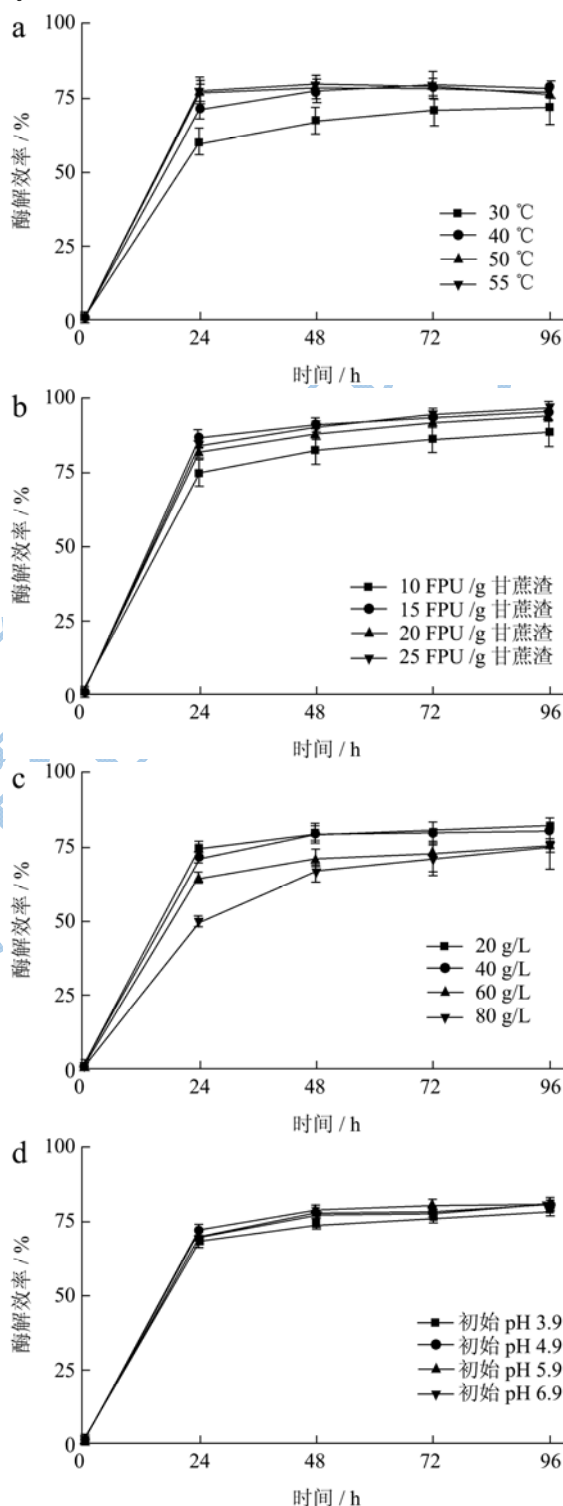 a
100
75
50
25
0
酶解效率 / %
30 ℃
40 ℃
50 ℃
55 ℃
0 24 48 72 96
时间 / h
b
100
75
50
25
0
酶解效率 / %
10 FPU /g 甘蔗渣
15 FPU /g 甘蔗渣
20 FPU /g 甘蔗渣
25 FPU /g 甘蔗渣
0 24 48 72 96
时间 / h
c
100
75
50
25
0
酶解效率 / %
20 g/L
40 g/L
60 g/L
80 g/L
0 24 48 72 96
时间 / h
d
100
75
50
25
0
酶解效率 / %
初始 pH 3.9
初始 pH 4.9
初始 pH 5.9
初始 pH 6.9
0 24 48 72 96
时间 / h